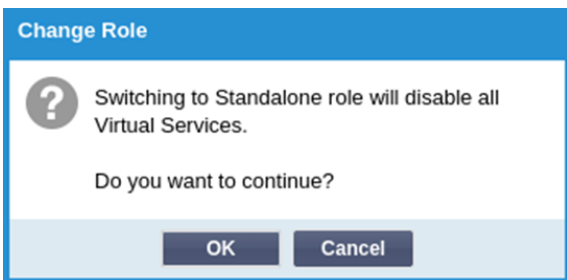 Change Role
Switching to Standalone role will disable all
Virtual Services.
Do you want to continue?
OK
Cancel